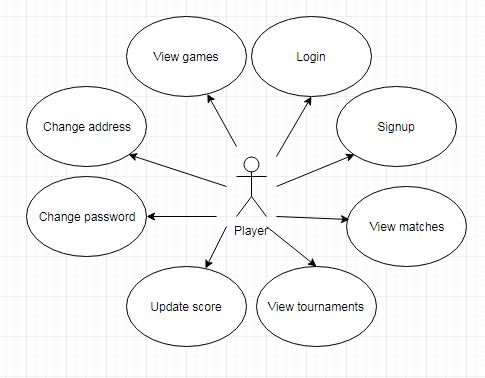 View games
Login
Change address
Signup
Change password
View matches
Player
Update score
View tournaments